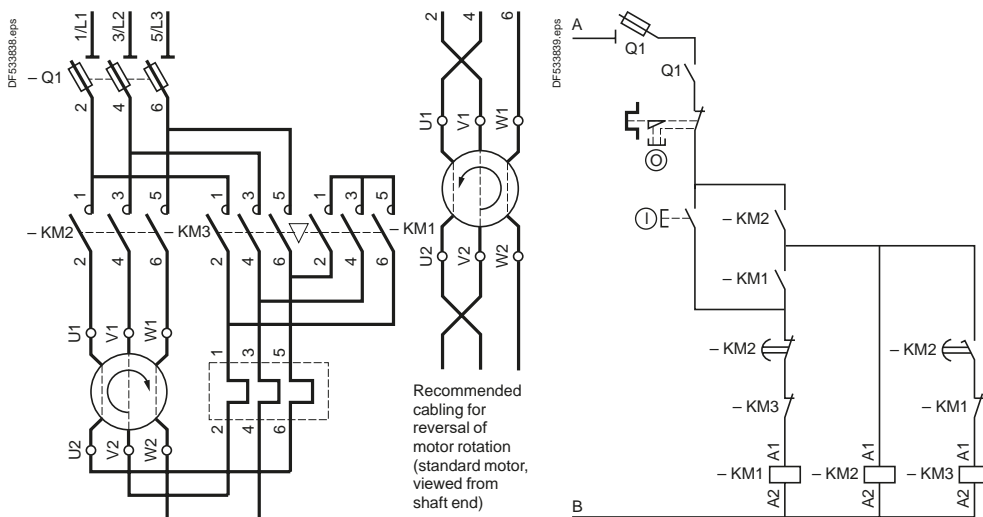 DF533838.eps
1/L1 3/L2 5/L3
– Q1
2 4 6
1 3 5 1 3 5 1 3 5
– KM2 – KM3 – KM1
2 4 6 2 4 6 2 4 6
U1 V1 W1
1 3 5
2 4 6
U2 V2 W2
2 4 6
U1 V1 W1
U2 V2 W2
Recommended
cabling for
reversal of
motor rotation
(standard motor,
viewed from
shaft end)
DF533839.eps
A
Q1
Q1
O
I
– KM2
– KM1
– KM2 – KM2
– KM3 – KM1
A1 A1 A1
– KM1 – KM2 – KM3
A2 A2 A2
B